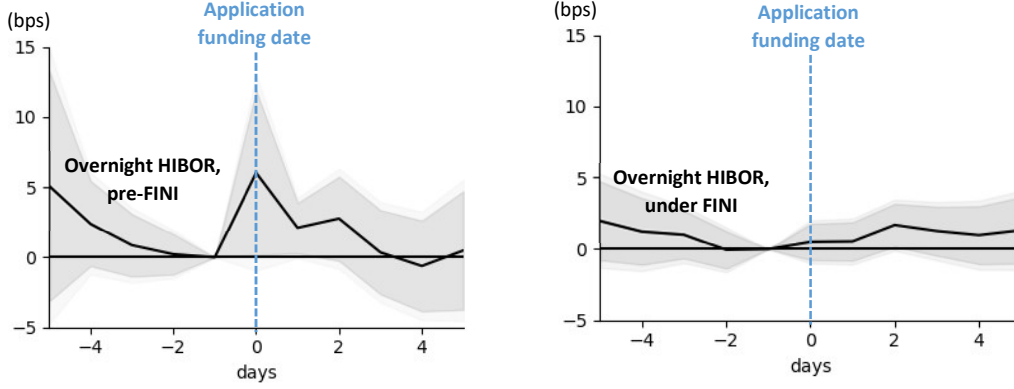 (bps)
Application
funding date
15
10
5
0
−5
Overnight HIBOR,
pre-FINI
−4
−2
0
2
4
days
(bps)
Application
funding date
15
10
5
0
−5
Overnight HIBOR,
under FINI
−4
−2
0
2
4
days